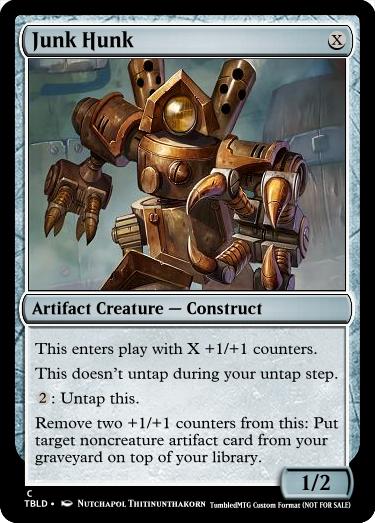 Junk Hunk X
Artifact Creature — Construct
This enters play with X +1/+1 counters.
This doesn't untap during your untap step.
2 : Untap this.
Remove two +1/+1 counters from this: Put
target noncreature artifact card from your
graveyard on top of your library.
1/2
C
TBLD • Nutchapol Thitinunthakorn TumbledMTG Custom Format (NOT FOR SALE)